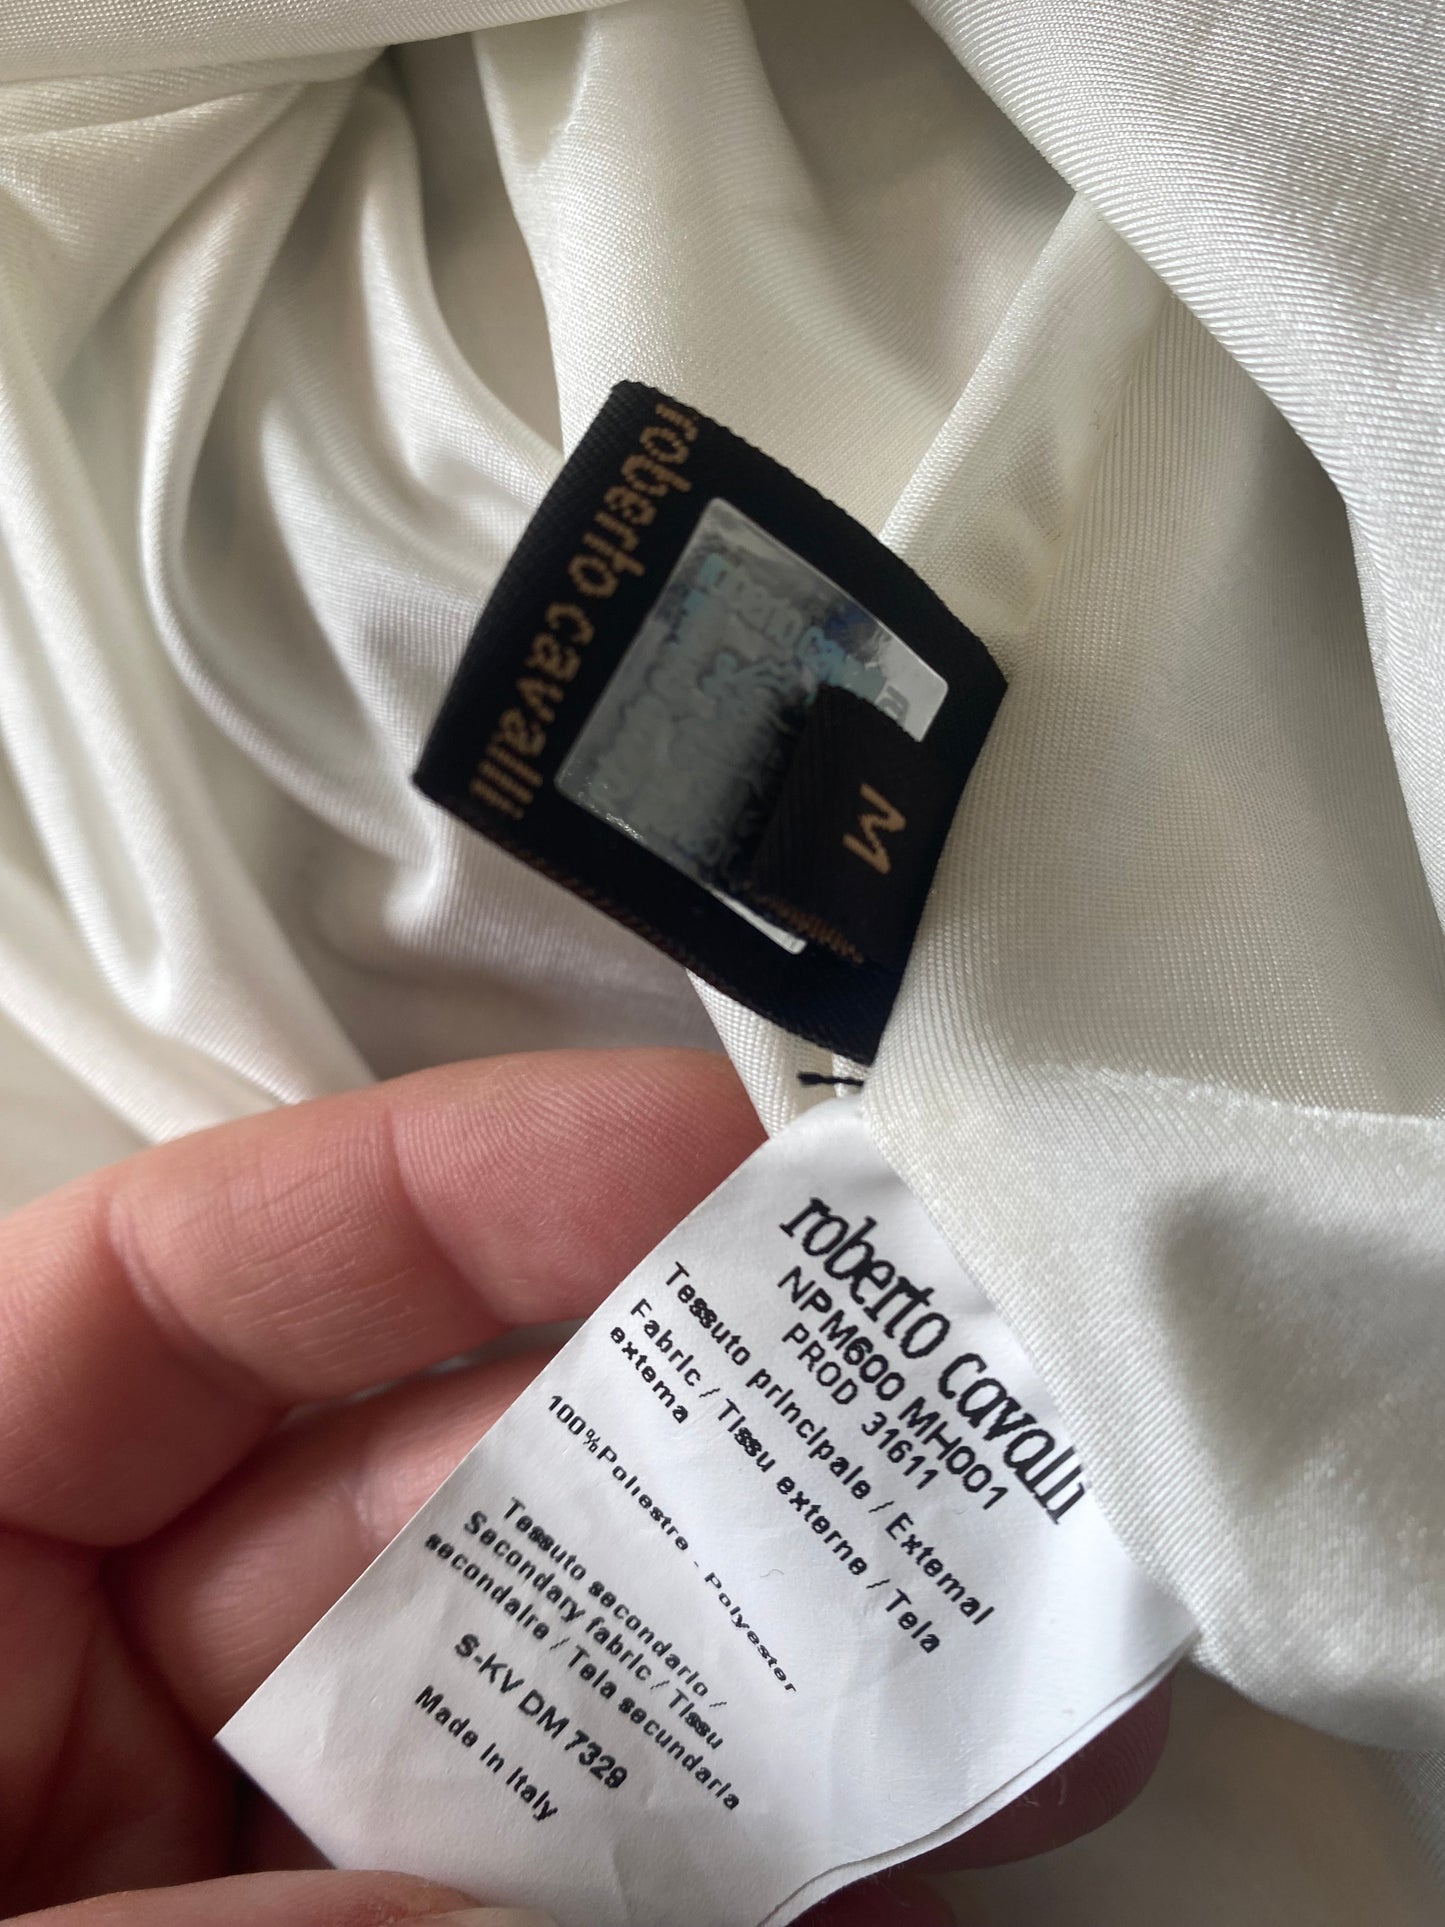 roberto cavalli
M
roberto cavalli
NPM600 MH001
PROD 31611
Tessuto principale / External
Fabric / Tissu externe / Tela
externa
100%Poliestre - Polyester
Tessuto secondario /
Secondary fabric / Tissu
secondaire / Tela secundaria
S-KV DM 7329
Made in Italy